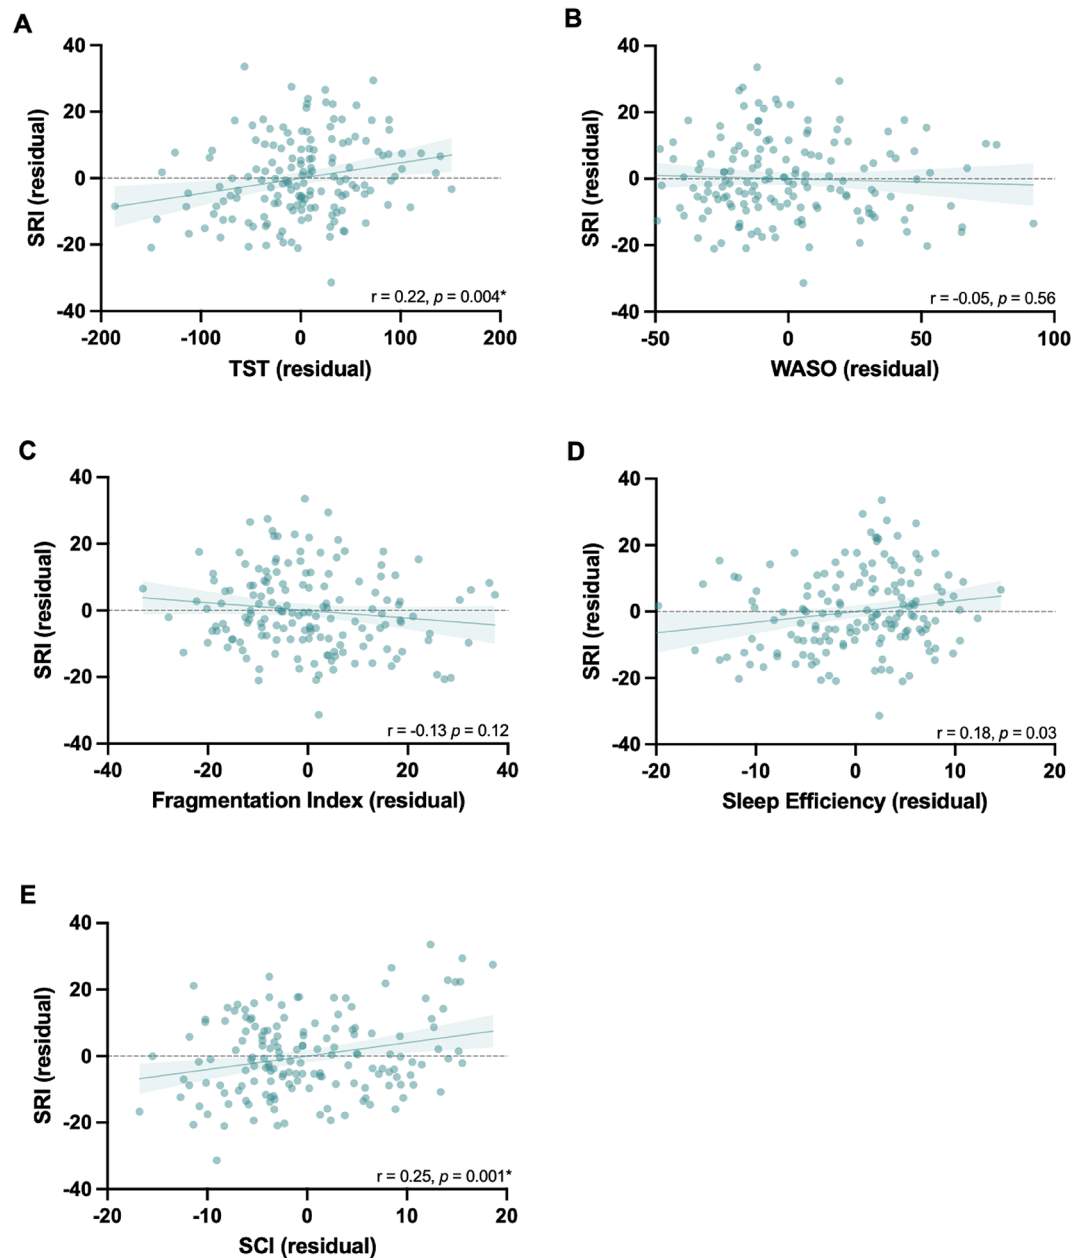 A
SRI (residual)
40
20
0
-20
-40
-200
-100
0
100
200
r = 0.22, p = 0.004*
TST (residual)
B
SRI (residual)
40
20
0
-20
-40
-50
0
50
100
r = -0.05, p = 0.56
WASO (residual)
C
SRI (residual)
40
20
0
-20
-40
-40
-20
0
20
40
r = -0.13 p = 0.12
Fragmentation Index (residual)
D
SRI (residual)
40
20
0
-20
-40
-20
-10
0
10
20
r = 0.18, p = 0.03
Sleep Efficiency (residual)
E
SRI (residual)
40
20
0
-20
-40
-20
-10
0
10
20
r = 0.25, p = 0.001*
SCI (residual)